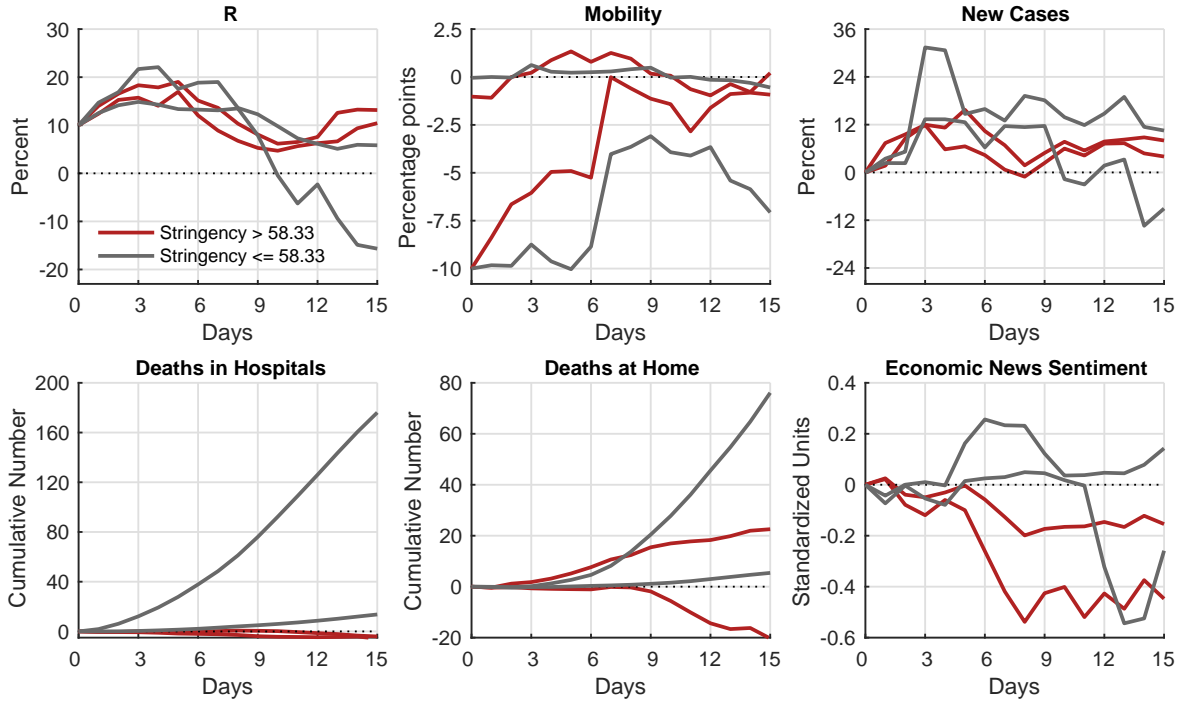 R
Mobility
New Cases
30
20
10
0
-10
-20
Percent
Stringency > 58.33
Stringency <= 58.33
0 3 6 9 12 15
Days
2.5
0
-2.5
-5
-7.5
-10
Percentage points
0 3 6 9 12 15
Days
36
24
12
0
-12
-24
Percent
0 3 6 9 12 15
Days
Deaths in Hospitals
Deaths at Home
Economic News Sentiment
200
160
120
80
40
0
Cumulative Number
0 3 6 9 12 15
Days
80
60
40
20
0
-20
Cumulative Number
0 3 6 9 12 15
Days
0.4
0.2
0
-0.2
-0.4
-0.6
Standardized Units
0 3 6 9 12 15
Days